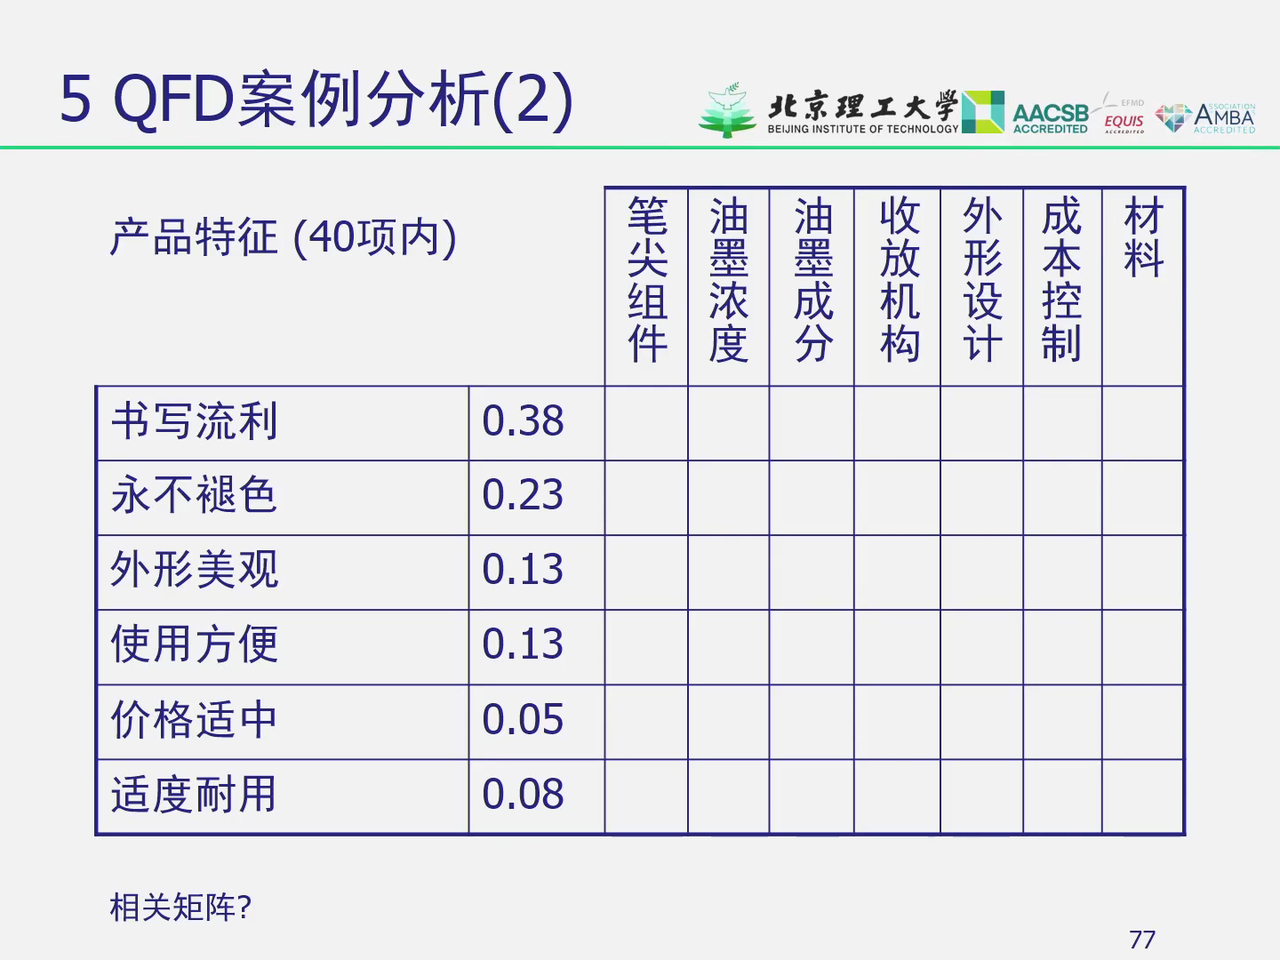 5 QFD案例分析(2)
北京理工大学
BEIJING INSTITUTE OF TECHNOLOGY
AACSB
ACCREDITED
EFMD
EQUIS
ACCREDITED
ASSOCIATION
AMBA
ACCREDITED
产品特征 (40项内)
笔尖组件
油墨浓度
油墨成分
收放机构
外形设计
成本控制
材料
书写流利 0.38
永不褪色 0.23
外形美观 0.13
使用方便 0.13
价格适中 0.05
适度耐用 0.08
相关矩阵?
77